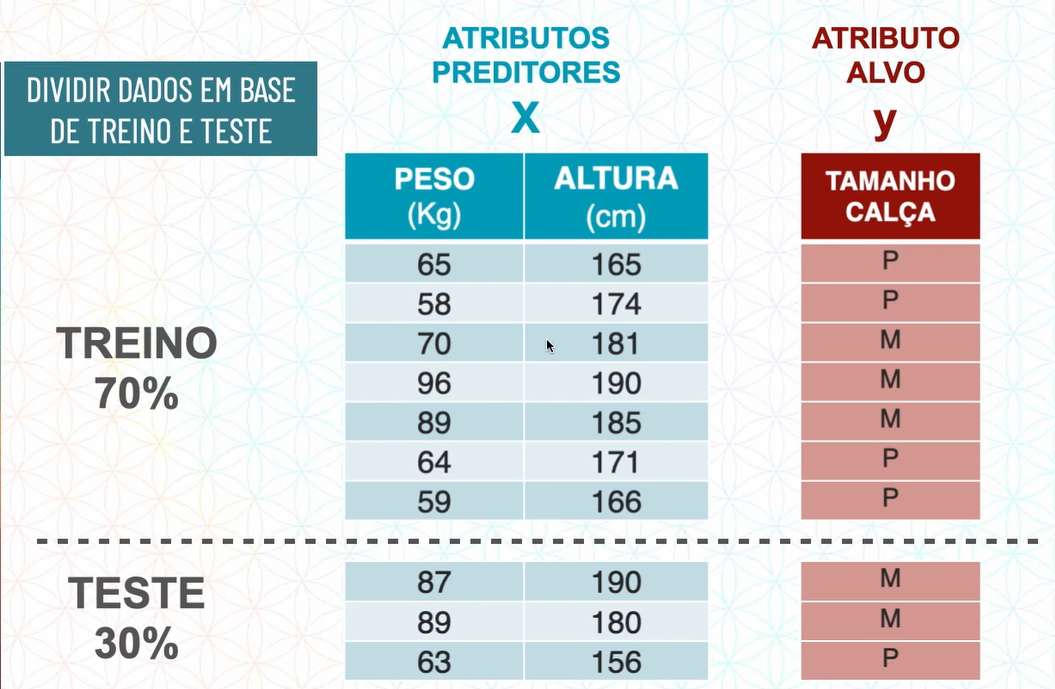 ATRIBUTOS
PREDITORES
X
ATRIBUTO
ALVO
y
DIVIDIR DADOS EM BASE
DE TREINO E TESTE
PESO
(Kg)
ALTURA
(cm)
TAMANHO
CALÇA
TREINO
70%
65 165 P
58 174 P
70 181 M
96 190 M
89 185 M
64 171 P
59 166 P
TESTE
30%
87 190 M
89 180 M
63 156 P